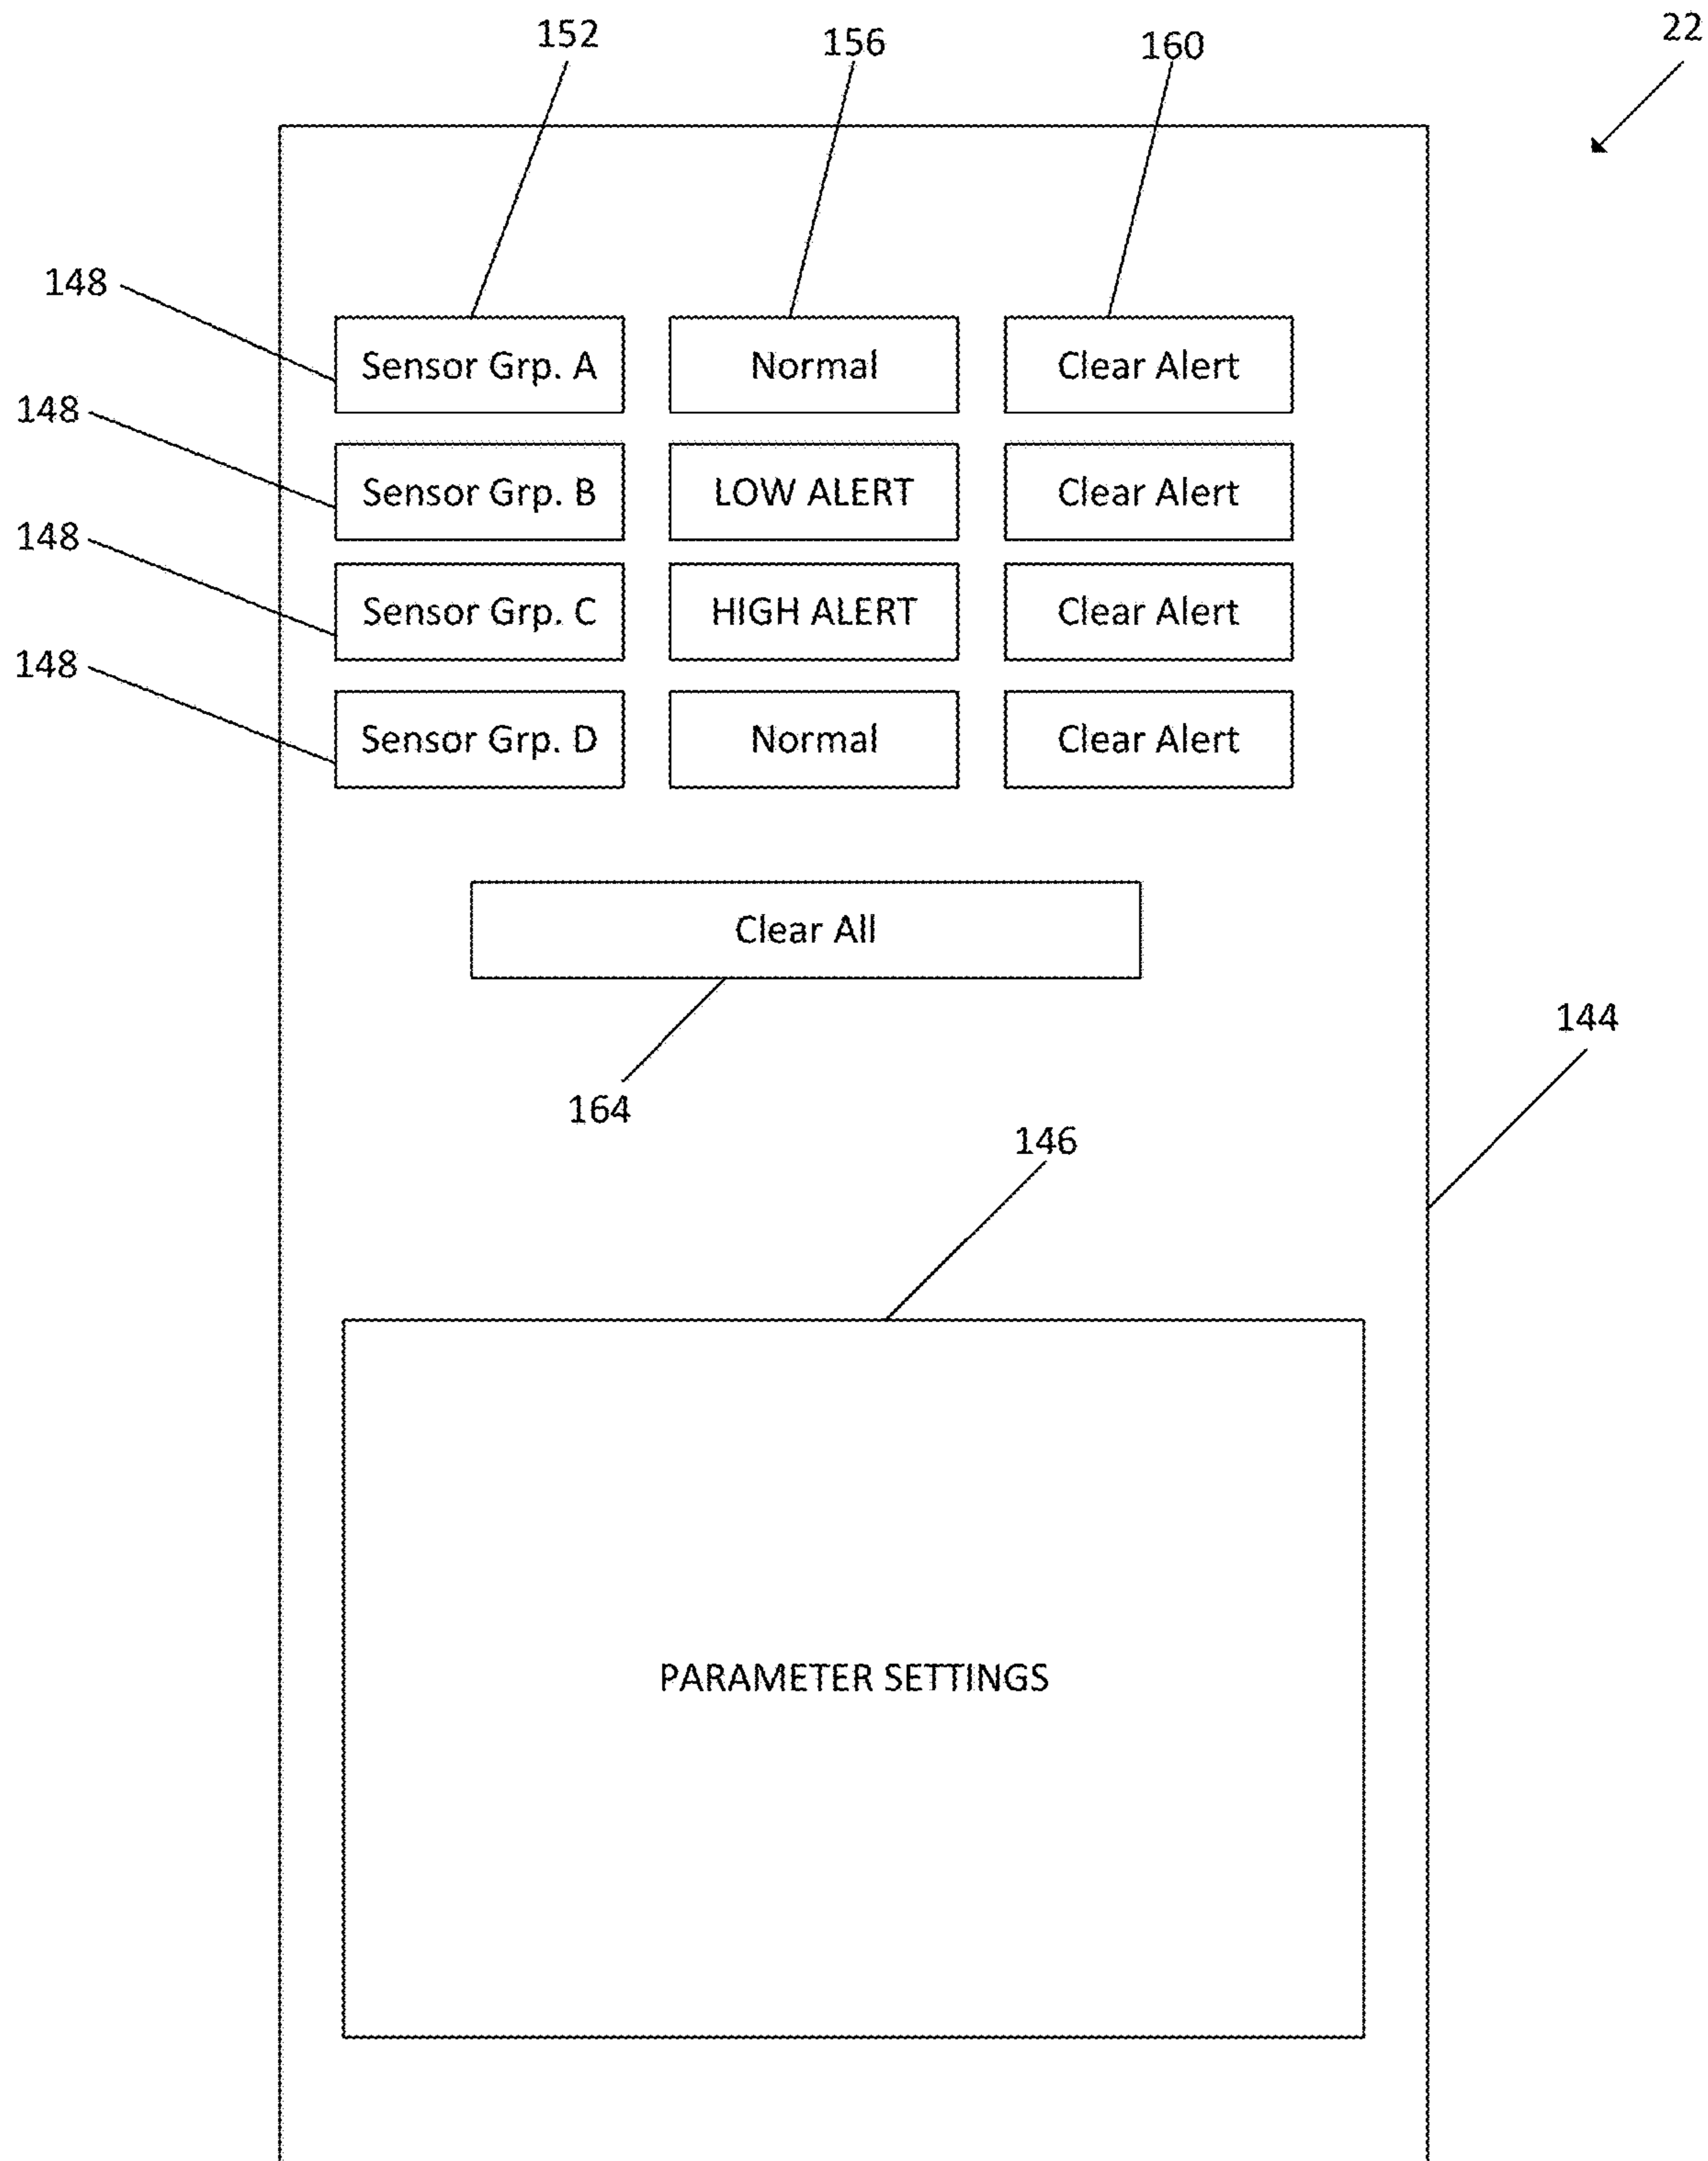 152 156 160 22
148 Sensor Grp. A Normal Clear Alert
148 Sensor Grp. B LOW ALERT Clear Alert
148 Sensor Grp. C HIGH ALERT Clear Alert
148 Sensor Grp. D Normal Clear Alert
Clear All
144
164
146
PARAMETER SETTINGS